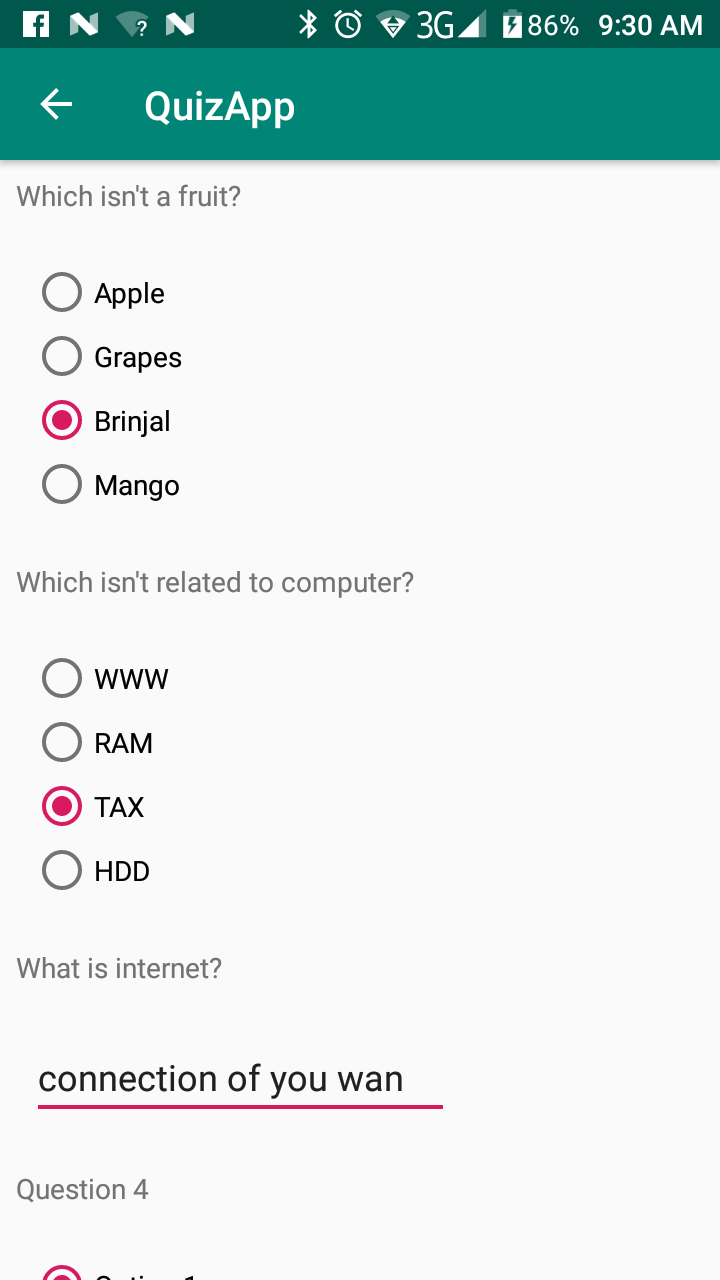 3G 86% 9:30 AM
QuizApp
Which isn't a fruit?
Apple
Grapes
Brinjal
Mango
Which isn't related to computer?
WWW
RAM
TAX
HDD
What is internet?
connection of you wan
Question 4